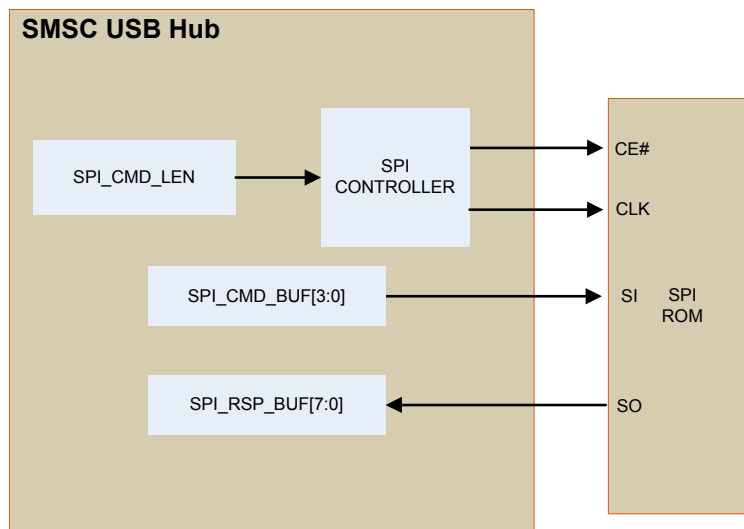 SMSC USB Hub
SPI_CMD_LEN
SPI
CONTROLLER
CE#
CLK
SPI_CMD_BUF[3:0]
SI
SPI
ROM
SPI_RSP_BUF[7:0]
SO